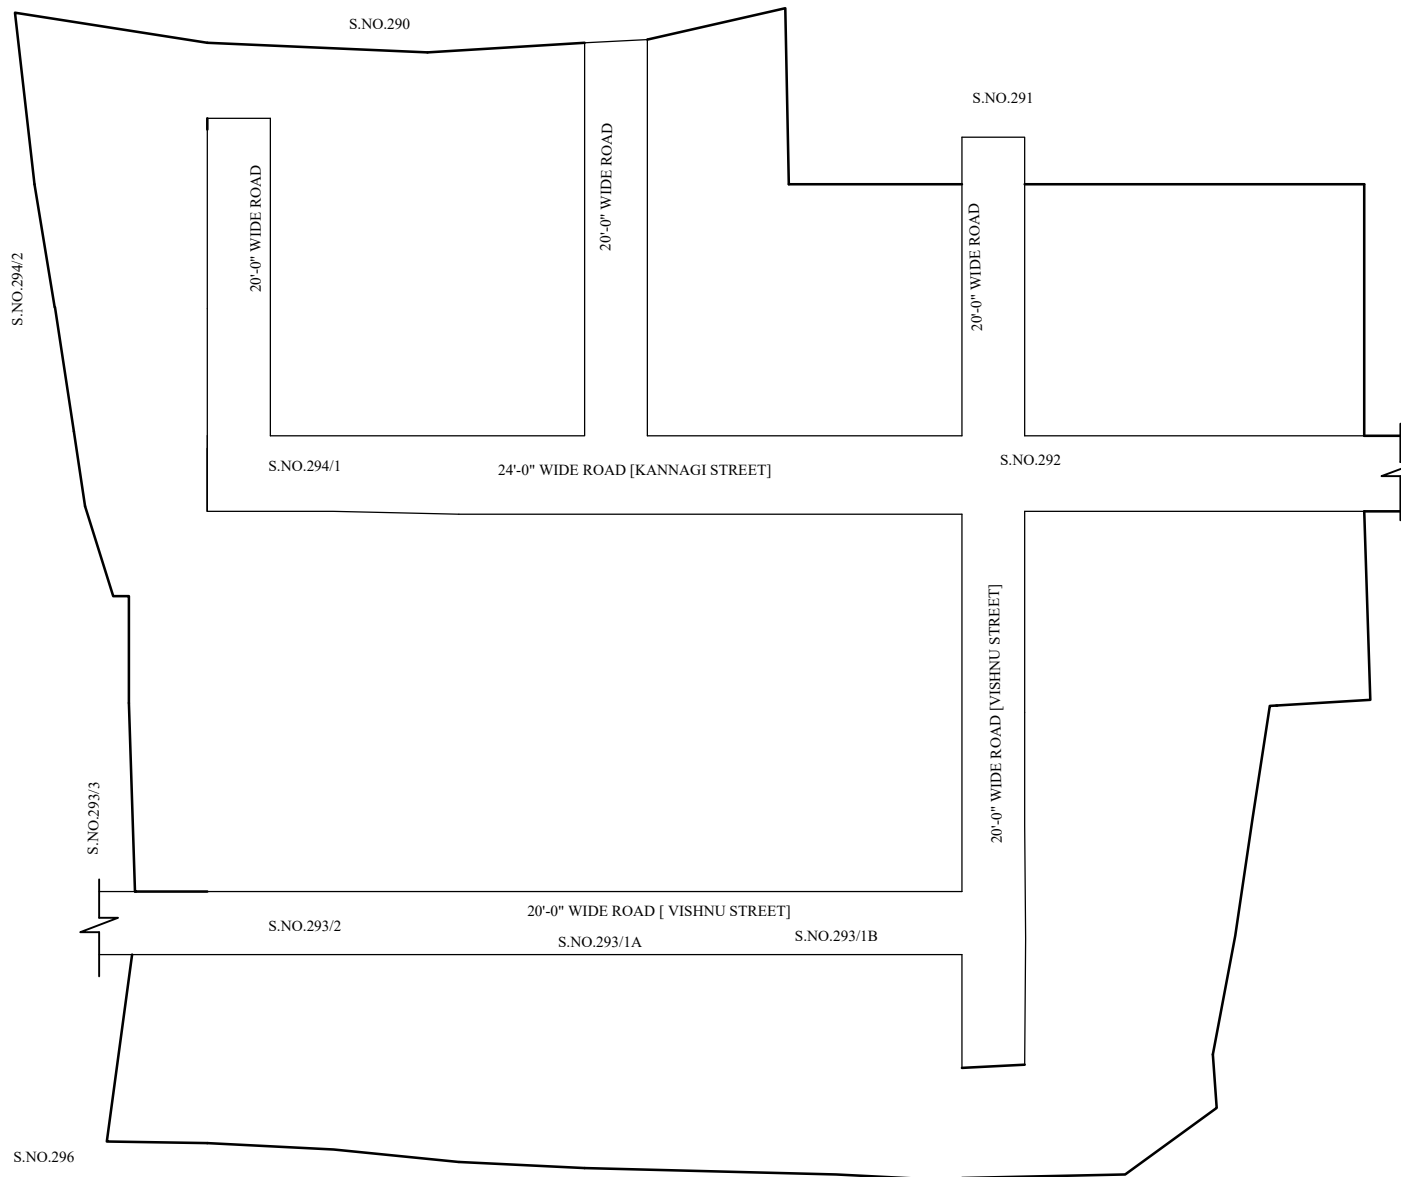 S.NO.290
S.NO.291
20'-0" WIDE ROAD
20'-0" WIDE ROAD
20'-0" WIDE ROAD
S.NO.294/2
S.NO.294/1
24'-0" WIDE ROAD [KANNAGI STREET]
S.NO.292
20'-0" WIDE ROAD [VISHNU STREET]
S.NO.293/3
20'-0" WIDE ROAD [ VISHNU STREET]
S.NO.293/2
S.NO.293/1A
S.NO.293/1B
S.NO.296